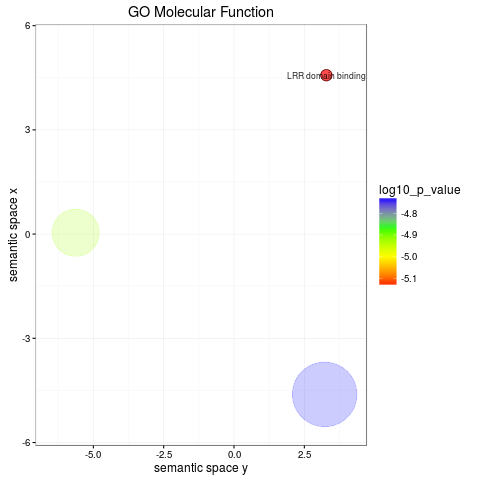 GO Molecular Function
6
3
0
-3
-6
semantic space x
LRR domain binding
-5.0
-2.5
0.0
2.5
semantic space y
log10_p_value
-4.8
-4.9
-5.0
-5.1